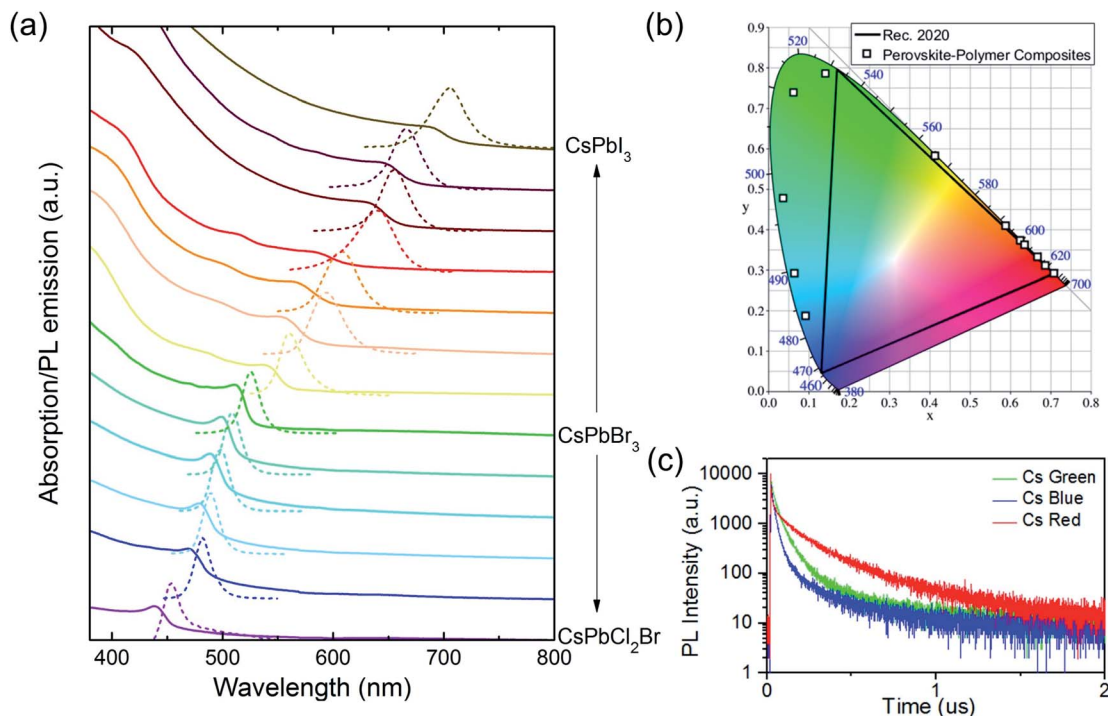 (a)
Absorption/PL emission (a.u.)
CsPbI3
CsPbBr3
CsPbCl2Br
400 500 600 700 800
Wavelength (nm)
(b)
Rec. 2020
Perovskite-Polymer Composites
0.9
0.8
0.7
0.6
0.5
y
0.4
0.3
0.2
0.1
0.0
0.0 0.1 0.2 0.3 0.4 0.5 0.6 0.7 0.8
x
520
540
560
580
600
620
700
500
490
480
470
460
380
(c)
Cs Green
Cs Blue
Cs Red
PL Intensity (a.u.)
10000
1000
100
10
1
0 1 2
Time (us)